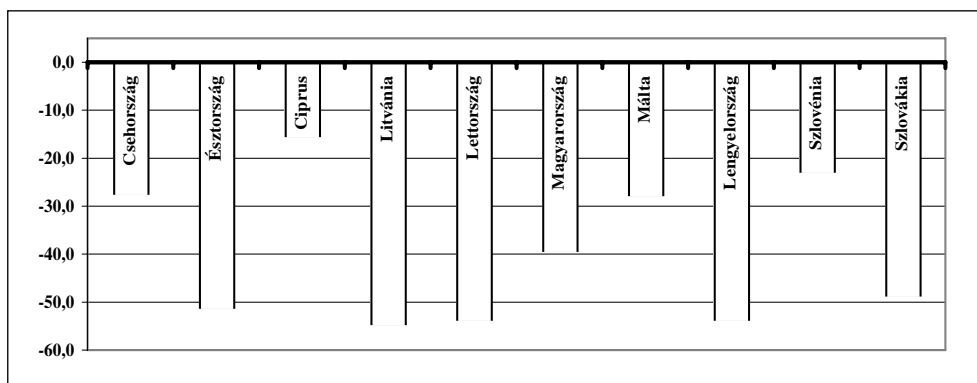 0,0
-10,0
-20,0
-30,0
-40,0
-50,0
-60,0
Csehország
Észtország
Ciprus
Litvánia
Lettország
Magyarország
Málta
Lengyelország
Szlovénia
Szlovákia